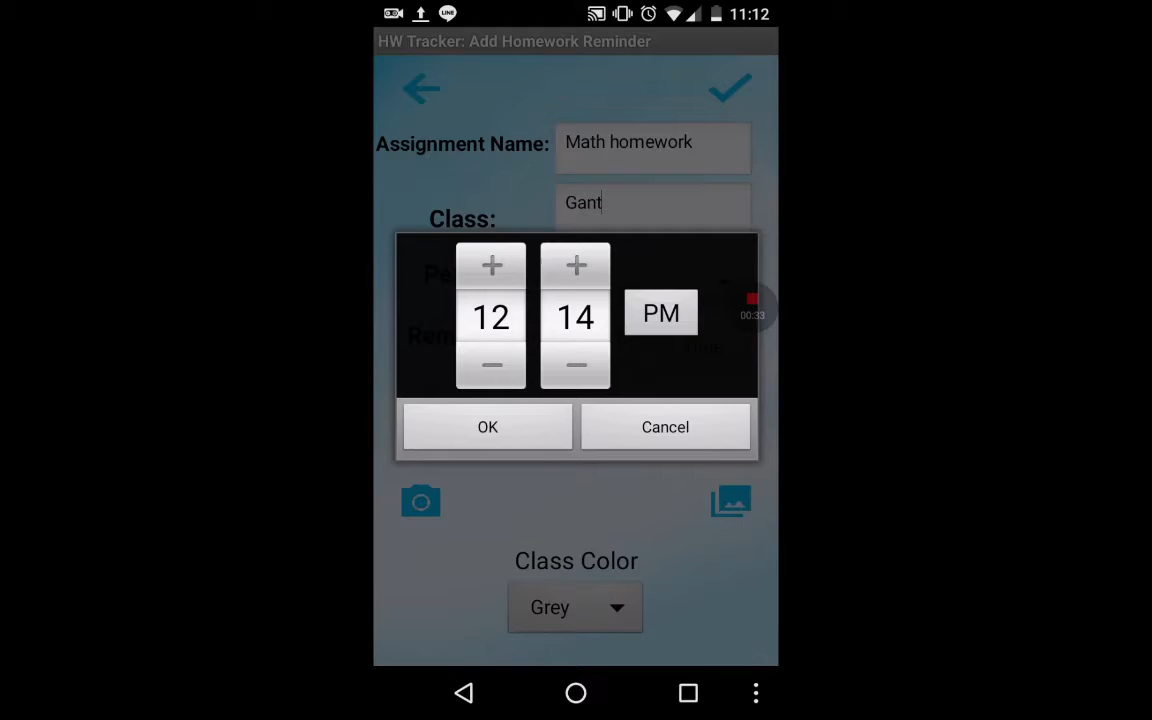 11:12
HW Tracker: Add Homework Reminder
Assignment Name: Math homework
Class: Gant
12 14 PM
00:33
OK Cancel
Class Color
Grey